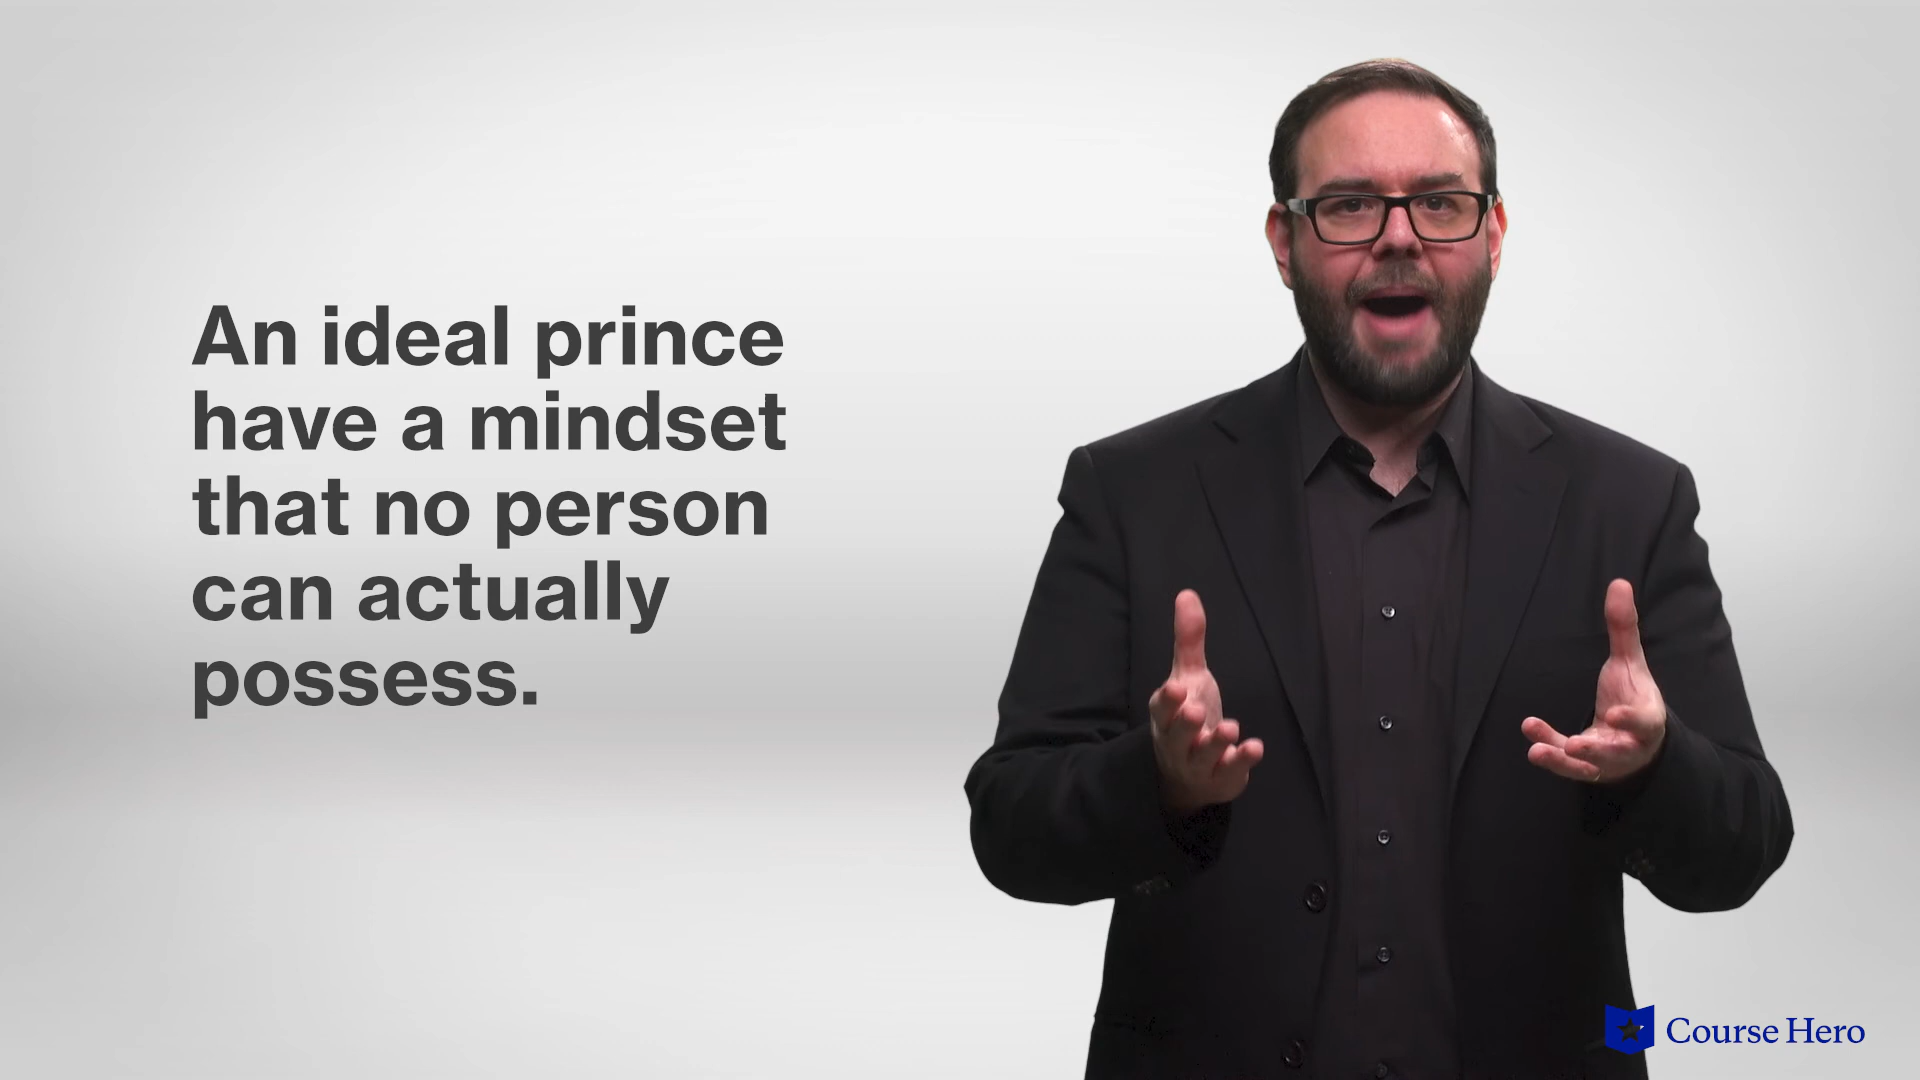 An ideal prince
have a mindset
that no person
can actually
possess.
Course Hero